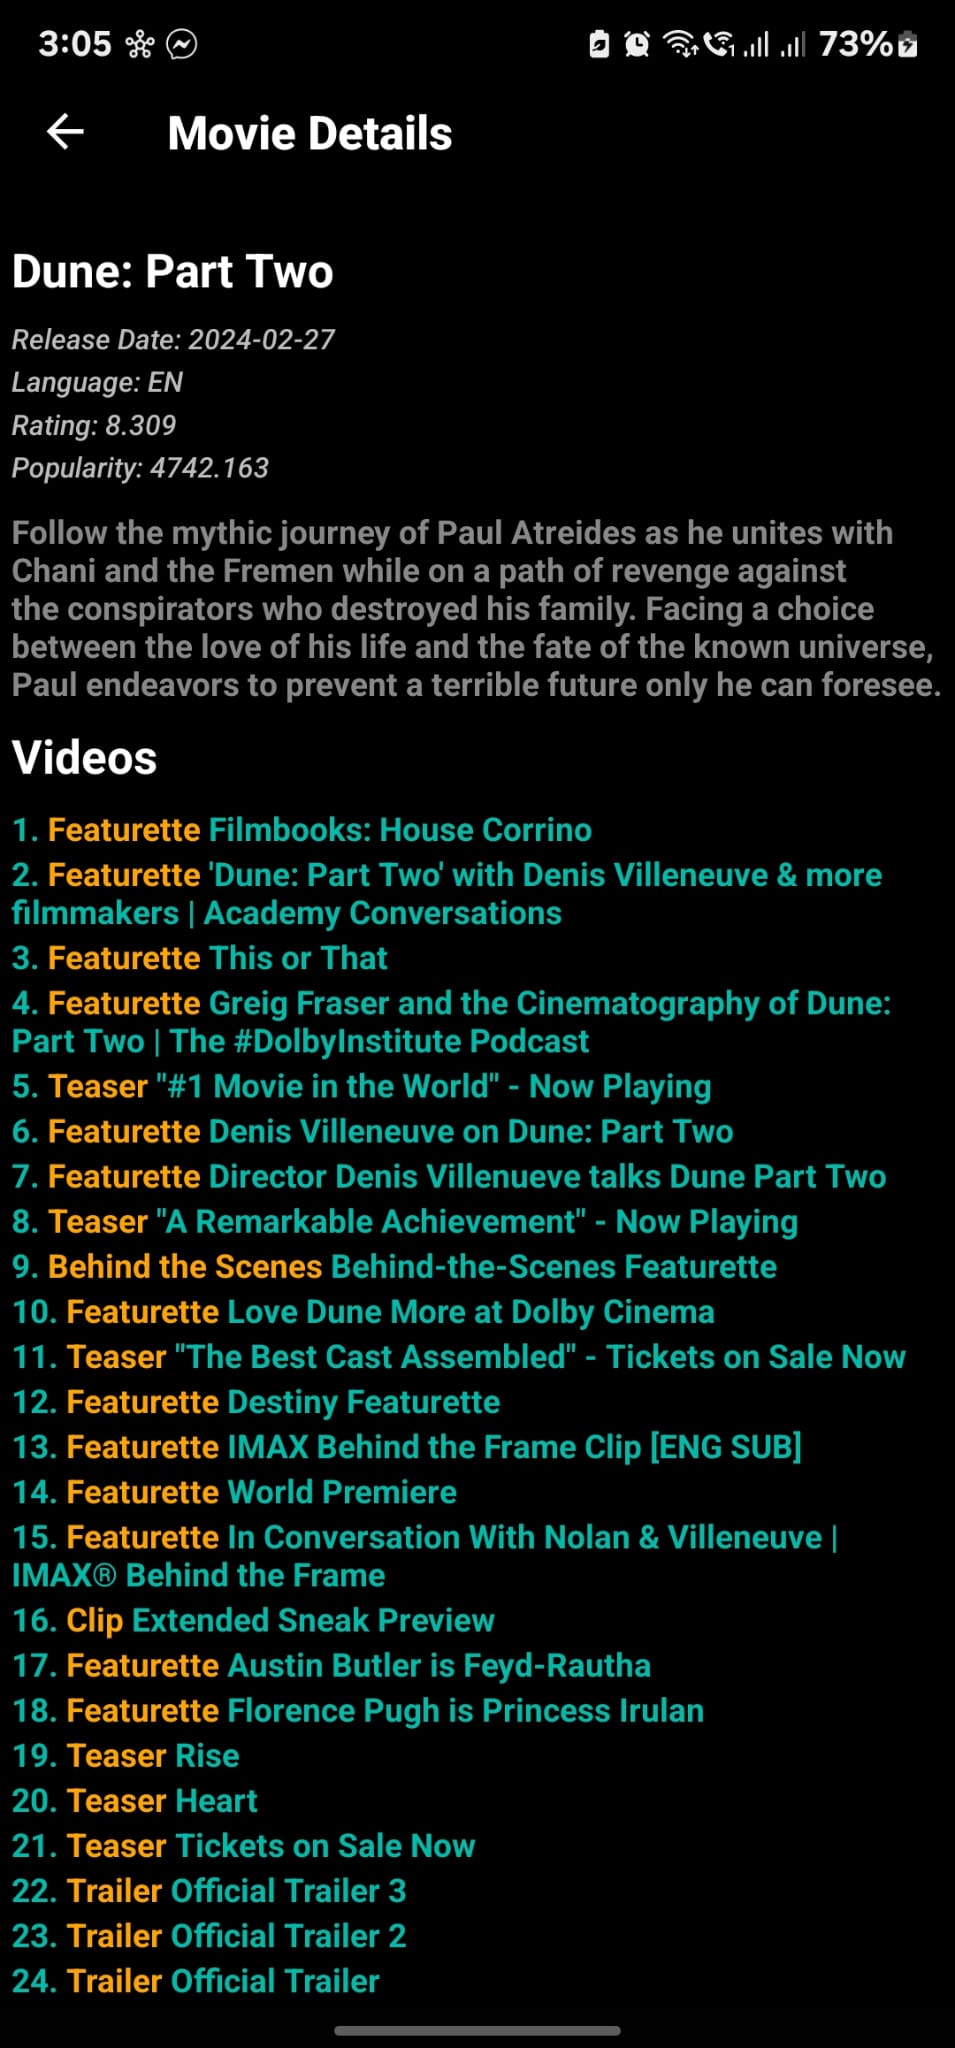 3:05
73%
Movie Details
Dune: Part Two
Release Date: 2024-02-27
Language: EN
Rating: 8.309
Popularity: 4742.163
Follow the mythic journey of Paul Atreides as he unites with
Chani and the Fremen while on a path of revenge against
the conspirators who destroyed his family. Facing a choice
between the love of his life and the fate of the known universe,
Paul endeavors to prevent a terrible future only he can foresee.
Videos
1. Featurette Filmbooks: House Corrino
2. Featurette 'Dune: Part Two' with Denis Villeneuve & more
filmmakers | Academy Conversations
3. Featurette This or That
4. Featurette Greig Fraser and the Cinematography of Dune:
Part Two | The #DolbyInstitute Podcast
5. Teaser "#1 Movie in the World" - Now Playing
6. Featurette Denis Villeneuve on Dune: Part Two
7. Featurette Director Denis Villenueve talks Dune Part Two
8. Teaser "A Remarkable Achievement" - Now Playing
9. Behind the Scenes Behind-the-Scenes Featurette
10. Featurette Love Dune More at Dolby Cinema
11. Teaser "The Best Cast Assembled" - Tickets on Sale Now
12. Featurette Destiny Featurette
13. Featurette IMAX Behind the Frame Clip [ENG SUB]
14. Featurette World Premiere
15. Featurette In Conversation With Nolan & Villeneuve |
IMAX® Behind the Frame
16. Clip Extended Sneak Preview
17. Featurette Austin Butler is Feyd-Rautha
18. Featurette Florence Pugh is Princess Irulan
19. Teaser Rise
20. Teaser Heart
21. Teaser Tickets on Sale Now
22. Trailer Official Trailer 3
23. Trailer Official Trailer 2
24. Trailer Official Trailer